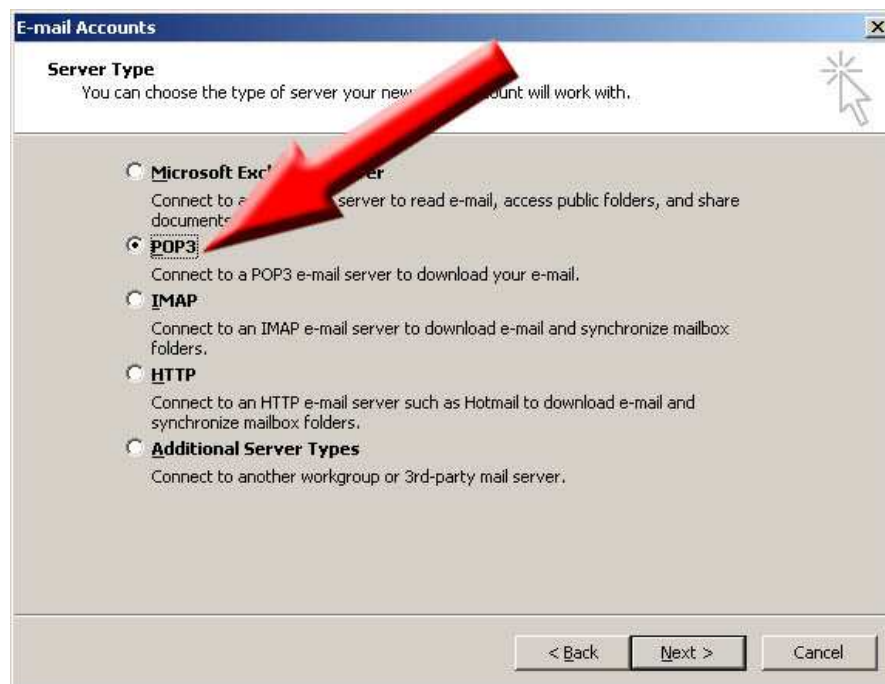 E-mail Accounts
Server Type
You can choose the type of server your new will work with.
Microsoft
Connect to a server to read e-mail, access public folders, and share
documents
POP3
Connect to a POP3 e-mail server to download your e-mail.
IMAP
Connect to an IMAP e-mail server to download e-mail and synchronize mailbox
folders.
HTTP
Connect to an HTTP e-mail server such as Hotmail to download e-mail and
synchronize mailbox folders.
Additional Server Types
Connect to another workgroup or 3rd-party mail server.
< Back
Next >
Cancel